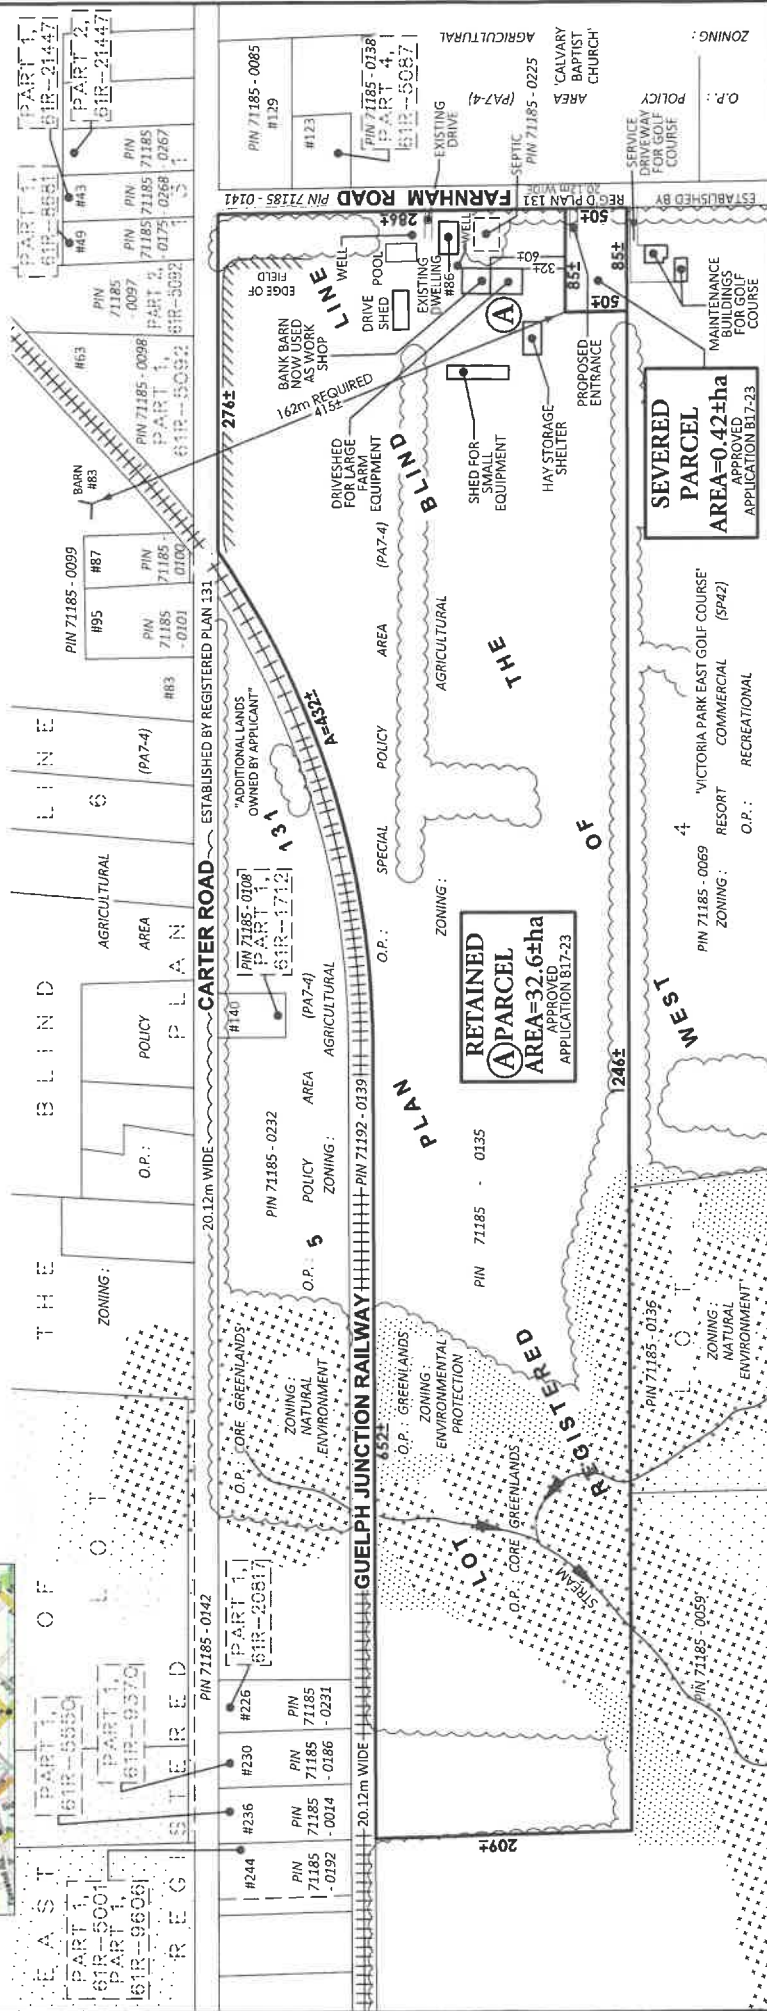 EAST OF THE BLIND LINE
REGISTERED PLAN 131
LOT 6
PART 1,
61R-5001
PART 1,
61R-9606
PART 1,
61R-5550
PART 1,
61R-9370
PIN 71185 - 0142
ZONING :
AGRICULTURAL
O.P. :
POLICY
AREA
(PA7-4)
#83
PIN 71185 - 0099
#95
#87
PIN
71185
- 0101
PIN
71185 -
0100
BARN
#83
#63
PIN 71185 - 0098
PART 1,
61R-5092
PIN
71185
0097
PART 2,
61R-5092
PART 1,
61R-8681
#49
#43
PIN
71185
- 0175
PIN
71185
- 0268
PIN
71185
- 0267
PART 1,
61R-21447
PART 2,
61R-21447
20.12m WIDE
CARTER ROAD
ESTABLISHED BY REGISTERED PLAN 131
#244
#236
#230
#226
PIN
71185
- 0192
PIN
71185
- 0014
PIN
71185
- 0186
PIN
71185
- 0231
PART 1,
61R-20817
O.P. : CORE GREENLANDS
ZONING :
NATURAL
ENVIRONMENT
PIN 71185 - 0232
#140
PIN 71185 - 0108
PART 1,
61R-1712
O.P. :
5
POLICY
AREA
(PA7-4)
ZONING :
AGRICULTURAL
"ADDITIONAL LANDS
OWNED BY APPLICANT"
131
A=432±
20.12m WIDE
GUELPH JUNCTION RAILWAY
PIN 71192 - 0139
652±
276±
162m REQUIRED
415±
EDGE OF
FIELD
WELL
286±
POOL
DRIVE
SHED
EXISTING
DWELLING
#86
WELL
BANK BARN
NOW USED
AS WORK
SHOP
DRIVESHED
FOR LARGE
FARM
EQUIPMENT
SHED FOR
SMALL
EQUIPMENT
HAY STORAGE
SHELTER
PROPOSED
ENTRANCE
A
60±
32±
85±
50±
50±
85±
FARNHAM ROAD
PIN 71185 - 0141
REG'D PLAN 131
20.12m WIDE
ESTABLISHED BY
PIN 71185 - 0085
#129
#123
PIN 71185 - 0138
PART 4,
61R-5087
EXISTING
DRIVE
SEPTIC
PIN 71185 - 0225
'CALVARY
BAPTIST
CHURCH'
AGRICULTURAL
AREA
(PA7-4)
POLICY
ZONING :
O.P. :
SERVICE
DRIVEWAY
FOR GOLF
COURSE
MAINTENANCE
BUILDINGS
FOR GOLF
COURSE
SEVERED
PARCEL
AREA=0.42±ha
APPROVED
APPLICATION B17-23
RETAINED
A PARCEL
AREA=32.6±ha
APPROVED
APPLICATION B17-23
O.P. :
SPECIAL
POLICY
AREA
(PA7-4)
ZONING :
AGRICULTURAL
PIN 71185 - 0135
O.P. : GREENLANDS
ZONING :
ENVIRONMENTAL
PROTECTION
O.P. : CORE GREENLANDS
STREAM
LOT
REGISTERED
PLAN
WEST OF THE BLIND LINE
209±
1246±
PIN 71185 - 0059
PIN 71185 - 0136
LOT
4
ZONING :
NATURAL
ENVIRONMENT
'VICTORIA PARK EAST GOLF COURSE'
PIN 71185 - 0069
ZONING : RESORT COMMERCIAL (SP42)
O.P. : RECREATIONAL